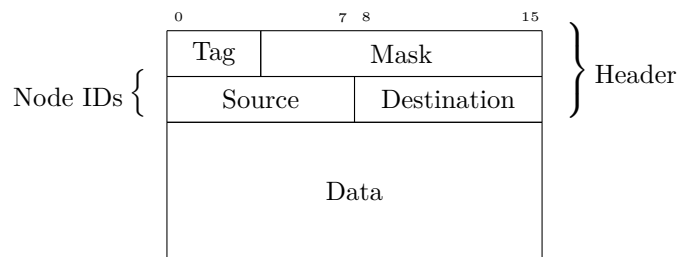 0 7 8 15
Tag Mask
Header
Node IDs
Source Destination
Data